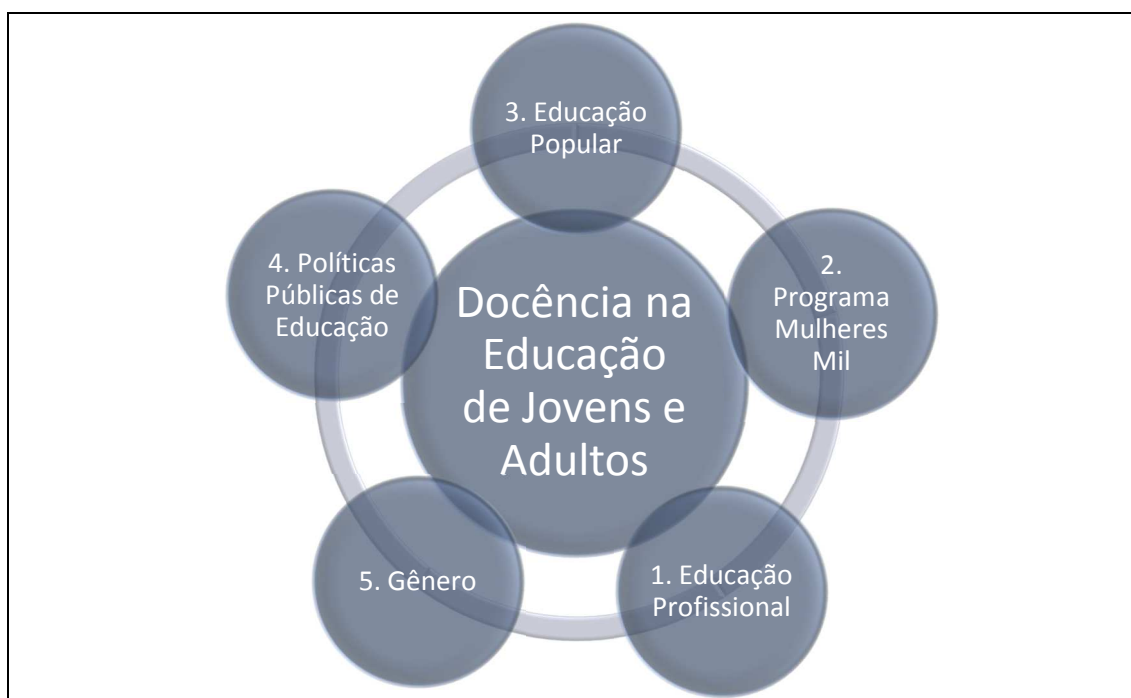 3. Educação
Popular
4. Políticas
Públicas de
Educação
2.
Programa
Mulheres
Mil
Docência na
Educação
de Jovens e
Adultos
5. Gênero
1. Educação
Profissional